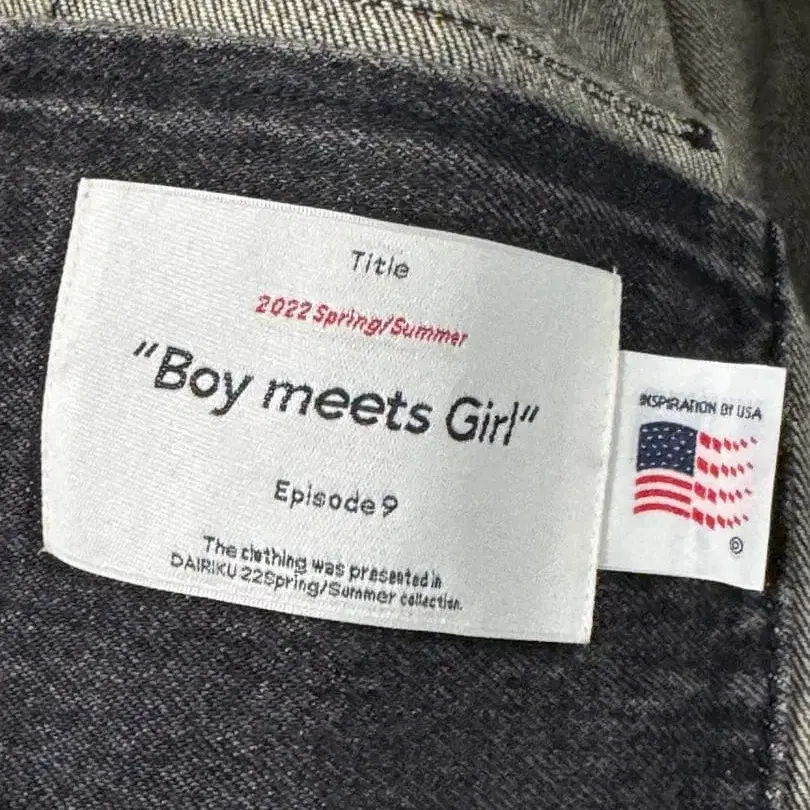 Title
2022 Spring/Summer
"Boy meets Girl"
Episode 9
The clothing was presented in
DAIRIKU 22Spring/Summer collection.
INSPIRATION BY USA